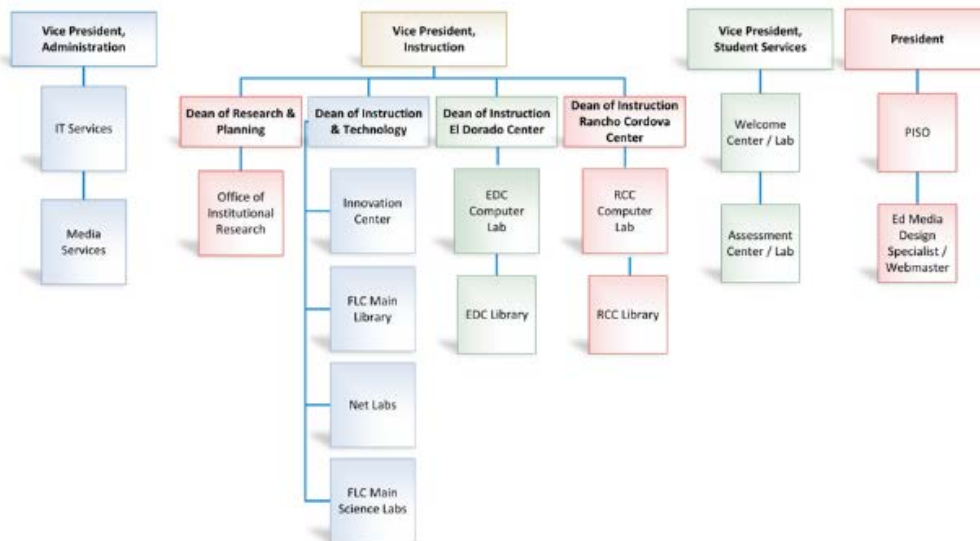 Vice President,
Administration
IT Services
Media
Services
Vice President,
Instruction
Dean of Research &
Planning
Office of
Institutional
Research
Dean of Instruction
& Technology
Innovation
Center
FLC Main
Library
Net Labs
FLC Main
Science Labs
Dean of Instruction
El Dorado Center
EDC
Computer
Lab
EDC Library
Dean of Instruction
Rancho Cordova
Center
RCC
Computer
Lab
RCC Library
Vice President,
Student Services
Welcome
Center / Lab
Assessment
Center / Lab
President
PISO
Ed Media
Design
Specialist /
Webmaster